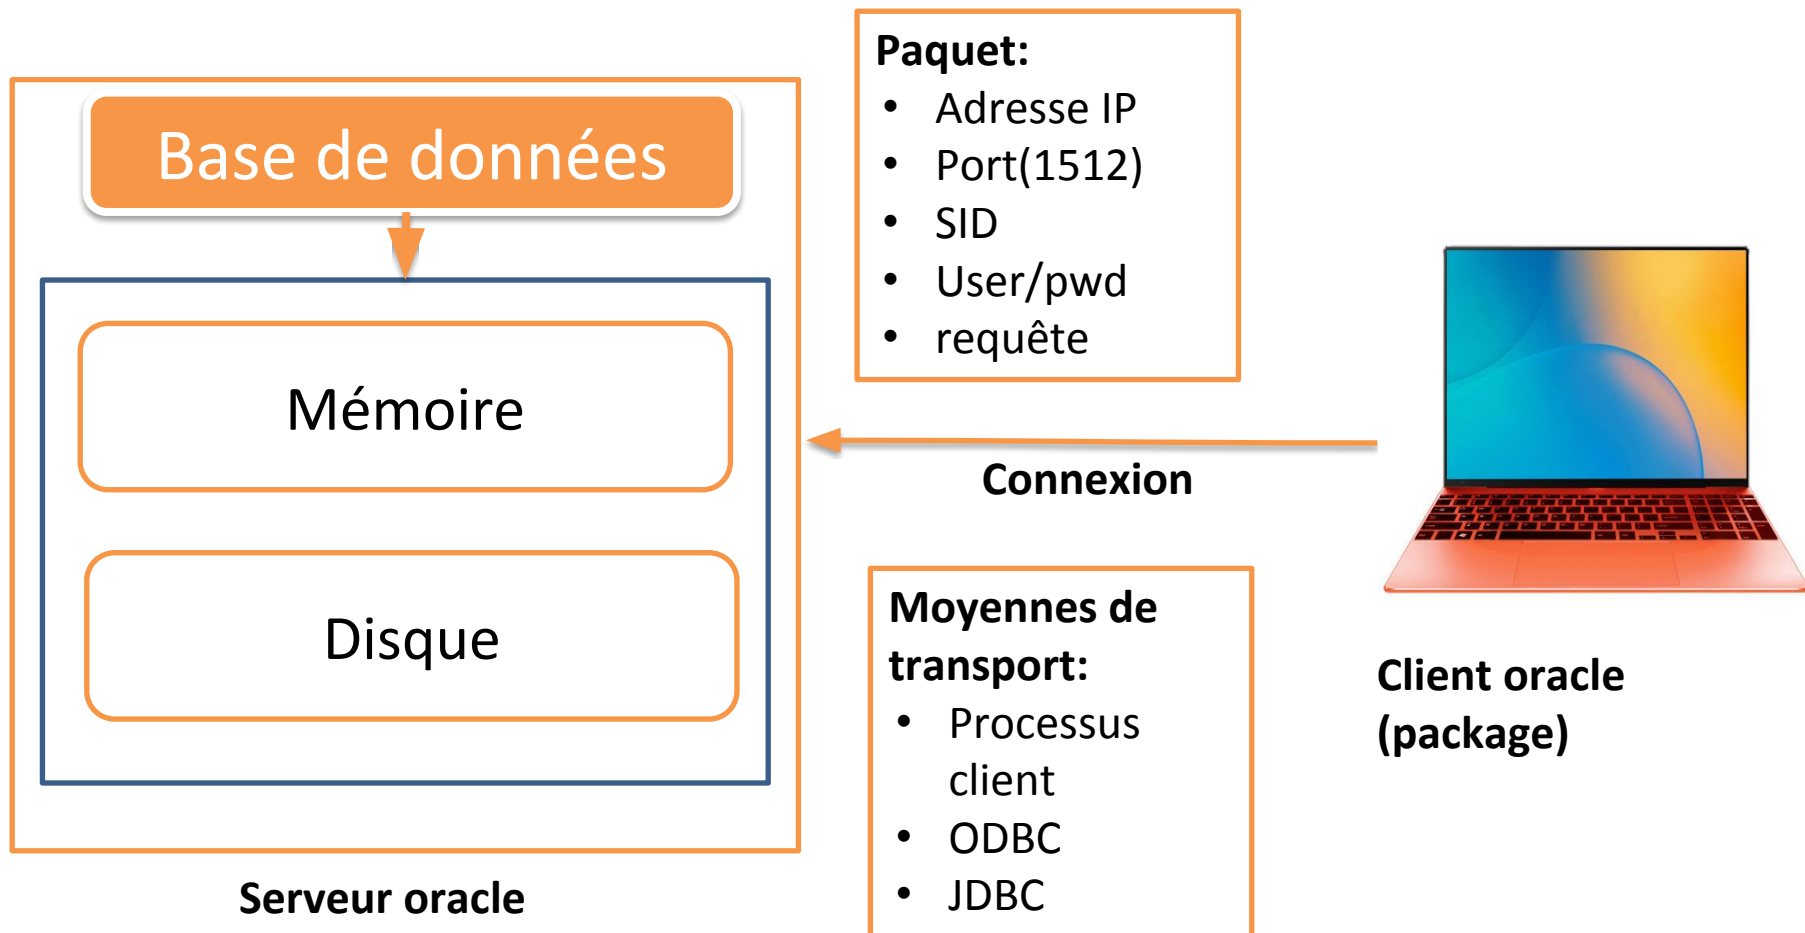 Base de données
Mémoire
Disque
Serveur oracle
Paquet:
• Adresse IP
• Port(1512)
• SID
• User/pwd
• requête
Connexion
Moyennes de
transport:
• Processus
client
• ODBC
• JDBC
Client oracle
(package)